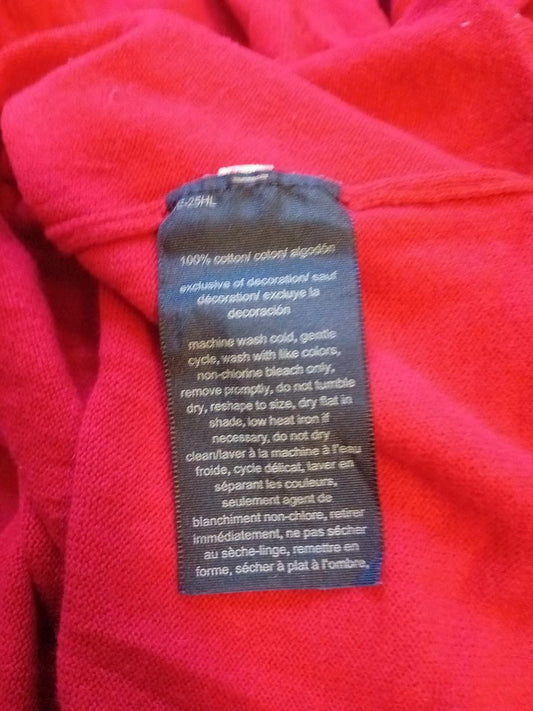 -25HL
100% cotton/ coton/ algodón
exclusive of decoration/ sauf
décoration/ excluye la
decoración
machine wash cold, gentle
cycle, wash with like colors,
non-chlorine bleach only,
remove promptly, do not tumble
dry, reshape to size, dry flat in
shade, low heat iron if
necessary, do not dry
clean/laver à la machine à l'eau
froide, cycle délicat, laver en
séparant les couleurs,
seulement agent de
blanchiment non-chlore, retirer
immédiatement, ne pas sécher
au sèche-linge, remettre en
forme, sécher à plat à l'ombre,